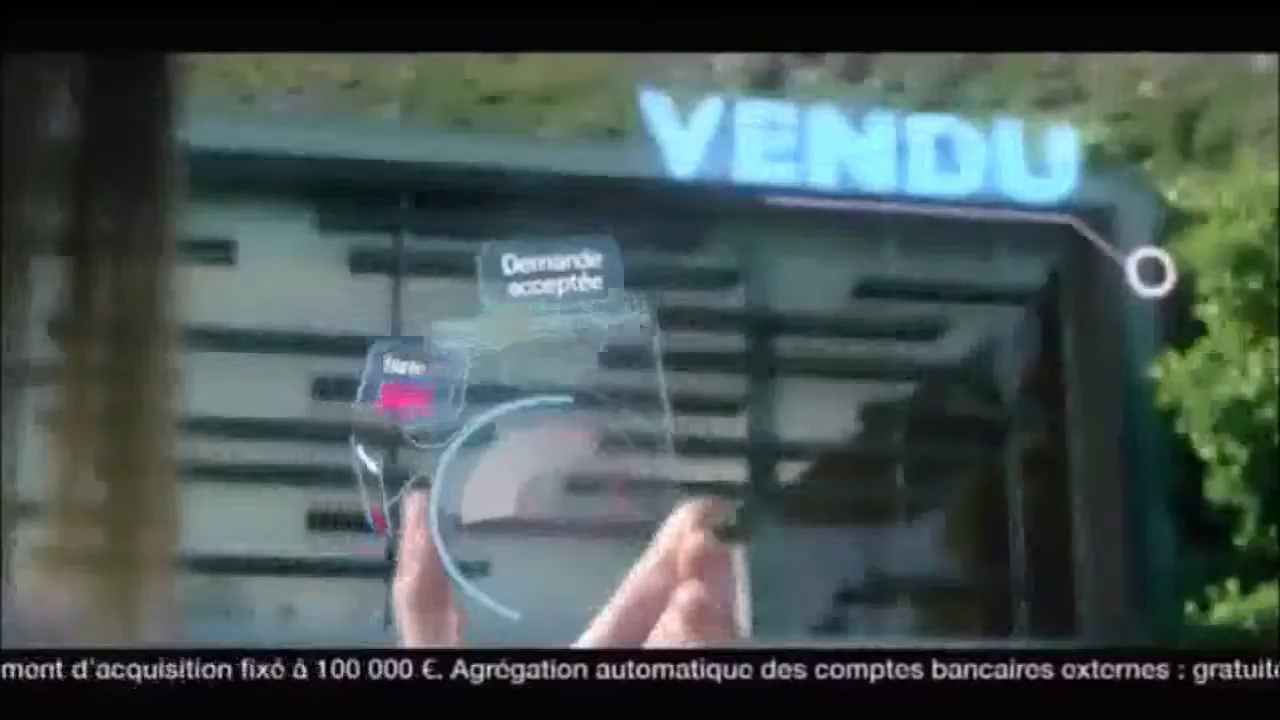 VENDU
Demande
acceptée
ment d'acquisition fixé à 100 000 €. Agrégation automatique des comptes bancaires externes : gratuite